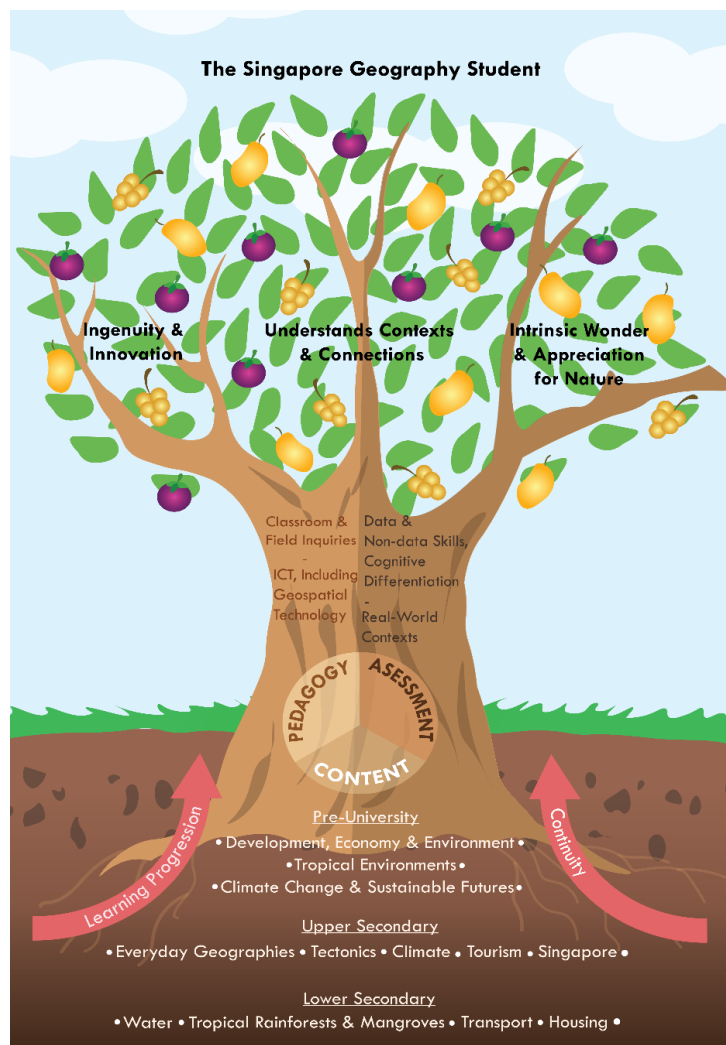 The Singapore Geography Student
Ingenuity &
Innovation
Understands Contexts
& Connections
Intrinsic Wonder
& Appreciation
for Nature
Classroom &
Field Inquiries
-
ICT, Including
Geospatial
Technology
Data &
Non-data Skills,
Cognitive
Differentiation
-
Real-World
Contexts
PEDAGOGY
ASESSMENT
CONTENT
Learning Progression
Continuity
Pre-University
• Development, Economy & Environment •
• Tropical Environments •
• Climate Change & Sustainable Futures •
Upper Secondary
• Everyday Geographies • Tectonics • Climate • Tourism • Singapore •
Lower Secondary
• Water • Tropical Rainforests & Mangroves • Transport • Housing •